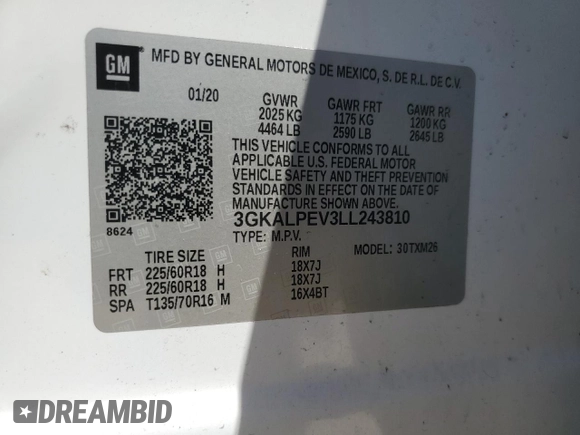 GM
MFD BY GENERAL MOTORS DE MEXICO, S. DE R.L. DE C.V.
01/20 GVWR GAWR FRT GAWR RR
2025 KG 1175 KG 1200 KG
4464 LB 2590 LB 2645 LB
THIS VEHICLE CONFORMS TO ALL
APPLICABLE U.S. FEDERAL MOTOR
VEHICLE SAFETY AND THEFT PREVENTION
STANDARDS IN EFFECT ON THE DATE OF
MANUFACTURE SHOWN ABOVE.
8624 3GKALPEV3LL243810
TYPE: M.P.V. MODEL: 3OTXM26
TIRE SIZE RIM
FRT 225/60R18 H 18X7J
RR 225/60R18 H 18X7J
SPA T135/70R16 M 16X4BT
DREAMBID